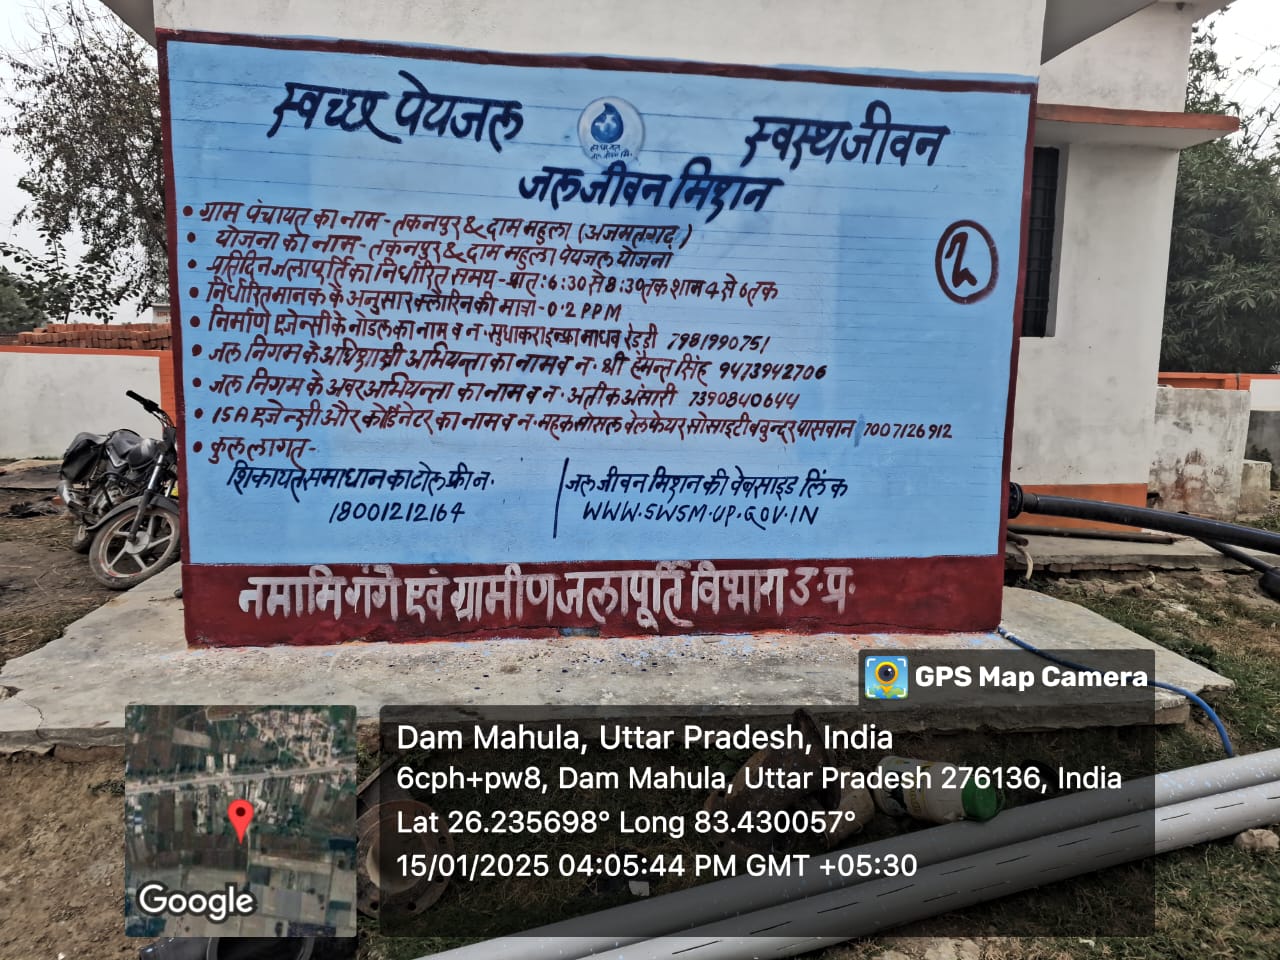 स्वच्छ पेयजल
स्वस्थ जीवन
जल जीवन मिशन
• ग्राम पंचायत का नाम - तकनपुर & दाम महुला (अजमतगढ़)
• योजना का नाम - तकनपुर & दाम महुला पेयजल योजना
• प्रतिदिन जलापूर्ति का निर्धारित समय - प्रात: 6:30 से 8:30 तक शाम 4 से 6 तक
• निर्धारित मानक के अनुसार क्लोरिन की मात्रा - 0.2 PPM
• निर्माण एजेन्सी के नोडल का नाम व न. सुधाकरा इन्फ्रा माधव रेड्डी 7981990751
• जल निगम के अधिशाषी अभियन्ता का नाम व न. श्री हेमन्त सिंह 9473942706
• जल निगम के अवर अभियन्ता का नाम व न. अतीक अंसारी 7390840644
• ISA एजेन्सी और कोर्डिनेटर का नाम व न. महक सोसल वेलफेयर सोसाइटी पासवान 7007126912
• कुल लागत -
शिकायत समाधान का टोल फ्री न.
18001212164
जल जीवन मिशन की वेबसाइड लिंक
WWW.SWSM.UP.GOV.IN
नमामि गंगे एवं ग्रामीण जलापूर्ति विभाग उ.प्र.
GPS Map Camera
Dam Mahula, Uttar Pradesh, India
6cph+pw8, Dam Mahula, Uttar Pradesh 276136, India
Lat 26.235698° Long 83.430057°
15/01/2025 04:05:44 PM GMT +05:30
Google